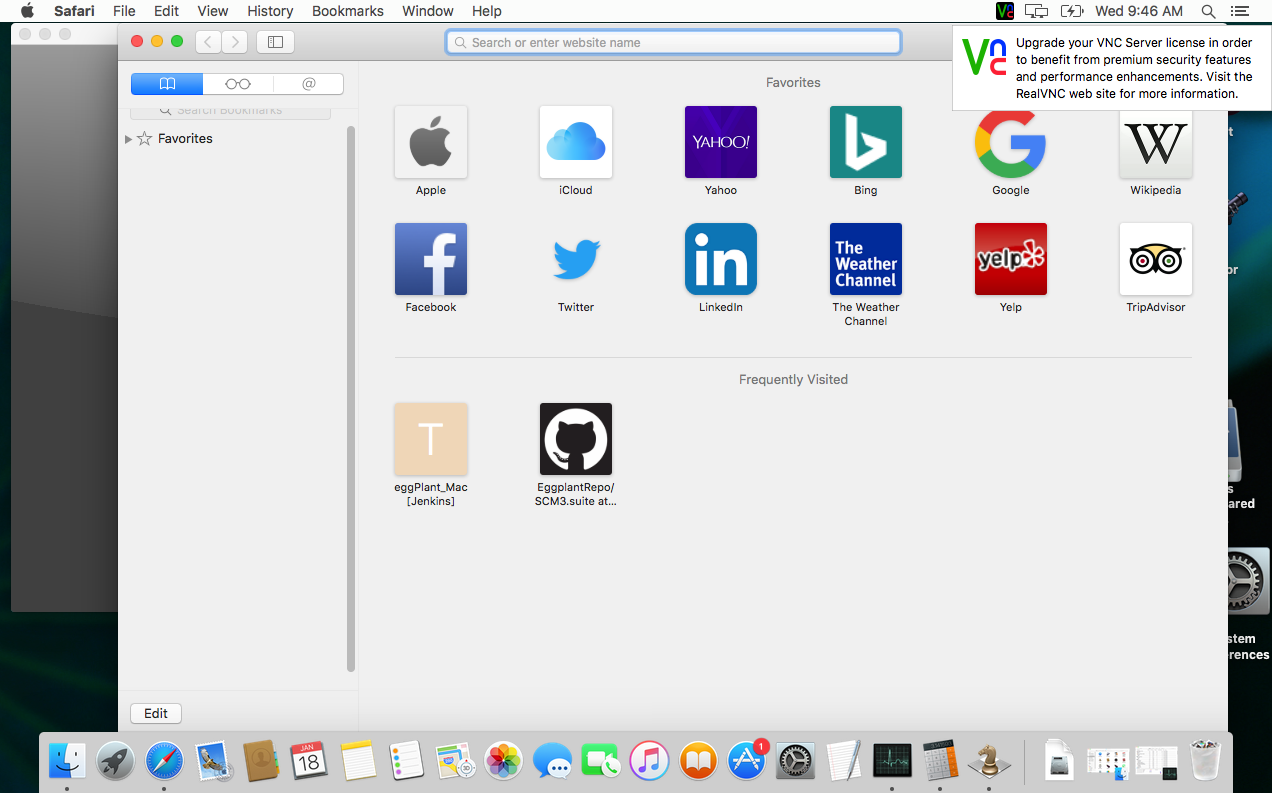 Safari File Edit View History Bookmarks Window Help
Wed 9:46 AM
Search or enter website name
Upgrade your VNC Server license in order
to benefit from premium security features
and performance enhancements. Visit the
RealVNC web site for more information.
@
Search Bookmarks
Favorites
Favorites
YAHOO!
W
Apple
iCloud
Yahoo
Bing
Google
Wikipedia
f
in
The
Weather
Channel
yelp
Facebook
Twitter
LinkedIn
The Weather
Channel
Yelp
TripAdvisor
Frequently Visited
T
eggPlant_Mac
[Jenkins]
EggplantRepo/
SCM3.suite at...
t
or
s
ared
stem
rences
Edit
JAN
18
3D
1